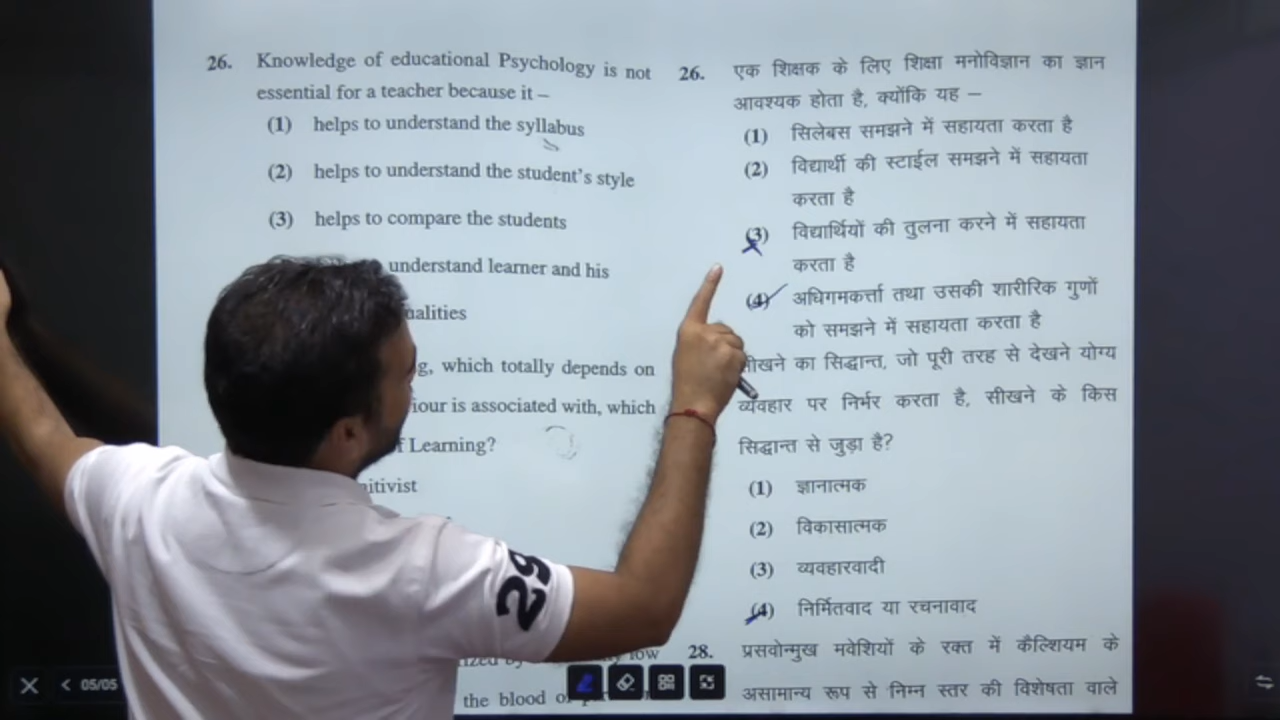 26. Knowledge of educational Psychology is not
essential for a teacher because it –
(1) helps to understand the syllabus
(2) helps to understand the student's style
(3) helps to compare the students
understand learner and his
ualities
g, which totally depends on
iour is associated with, which
f Learning?
nitivist
the blood of
26. एक शिक्षक के लिए शिक्षा मनोविज्ञान का ज्ञान
आवश्यक होता है, क्योंकि यह –
(1) सिलेबस समझने में सहायता करता है
(2) विद्यार्थी की स्टाईल समझने में सहायता
करता है
(3) विद्यार्थियों की तुलना करने में सहायता
करता है
(4) अधिगमकर्त्ता तथा उसकी शारीरिक गुणों
को समझने में सहायता करता है
सीखने का सिद्धान्त, जो पूरी तरह से देखने योग्य
व्यवहार पर निर्भर करता है, सीखने के किस
सिद्धान्त से जुड़ा है?
(1) ज्ञानात्मक
(2) विकासात्मक
(3) व्यवहारवादी
(4) निर्मितवाद या रचनावाद
28. प्रसवोन्मुख मवेशियों के रक्त में कैल्शियम के
असामान्य रूप से निम्न स्तर की विशेषता वाले
29
05/05